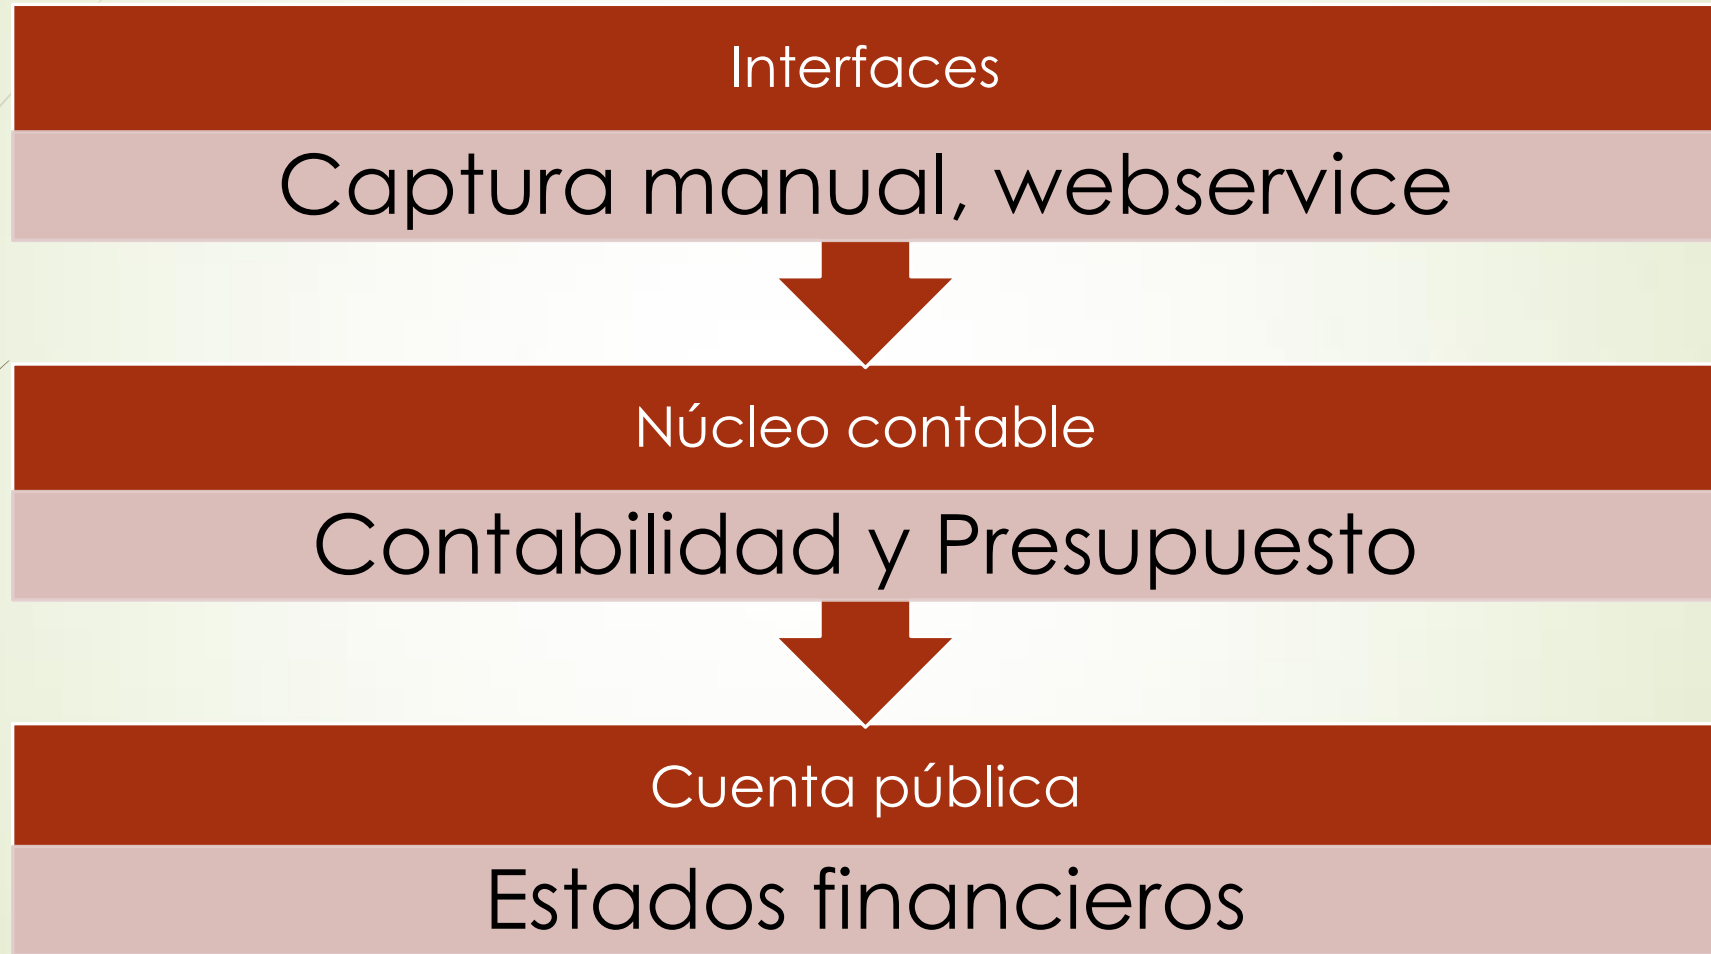 Interfaces
Captura manual, webservice
Núcleo contable
Contabilidad y Presupuesto
Cuenta pública
Estados financieros